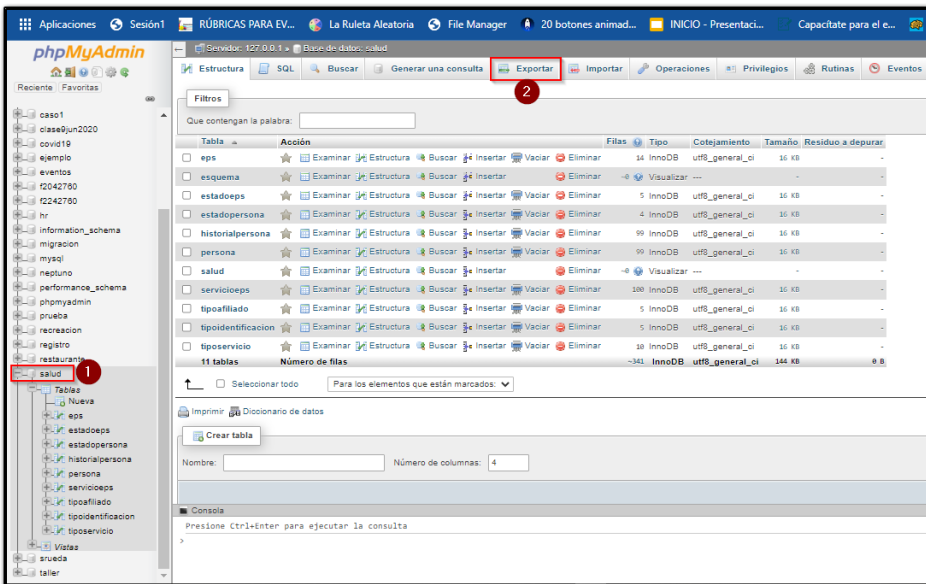 Aplicaciones Sesión1 RÚBRICAS PARA EV... La Ruleta Aleatoria File Manager 20 botones animad... INICIO - Presentaci... Capacítate para el e...
phpMyAdmin
Reciente Favoritas
caso1
clase9jun2020
covid19
ejemplo
eventos
f2042760
f2242760
hr
information_schema
migracion
mysql
neptuno
performance_schema
phpmyadmin
prueba
recreacion
registro
restaurante
salud 1
Tablas
Nueva
eps
estadoeps
estadopersona
historialpersona
persona
servicioeps
tipoafiliado
tipoidentificacion
tiposervicio
Vistas
srueda
taller
Servidor: 127.0.0.1 » Base de datos: salud
Estructura SQL Buscar Generar una consulta Exportar Importar Operaciones Privilegios Rutinas Eventos
2
Filtros
Que contengan la palabra:
Tabla Acción Filas Tipo Cotejamiento Tamaño Residuo a depurar
eps Examinar Estructura Buscar Insertar Vaciar Eliminar 14 InnoDB utf8_general_ci 16 KB -
esquema Examinar Estructura Buscar Insertar Eliminar ~0 Visualizar --- - -
estadoeps Examinar Estructura Buscar Insertar Vaciar Eliminar 5 InnoDB utf8_general_ci 16 KB -
estadopersona Examinar Estructura Buscar Insertar Vaciar Eliminar 4 InnoDB utf8_general_ci 16 KB -
historialpersona Examinar Estructura Buscar Insertar Vaciar Eliminar 99 InnoDB utf8_general_ci 16 KB -
persona Examinar Estructura Buscar Insertar Vaciar Eliminar 99 InnoDB utf8_general_ci 16 KB -
salud Examinar Estructura Buscar Insertar Eliminar ~0 Visualizar --- - -
servicioeps Examinar Estructura Buscar Insertar Vaciar Eliminar 100 InnoDB utf8_general_ci 16 KB -
tipoafiliado Examinar Estructura Buscar Insertar Vaciar Eliminar 5 InnoDB utf8_general_ci 16 KB -
tipoidentificacion Examinar Estructura Buscar Insertar Vaciar Eliminar 5 InnoDB utf8_general_ci 16 KB -
tiposervicio Examinar Estructura Buscar Insertar Vaciar Eliminar 10 InnoDB utf8_general_ci 16 KB -
11 tablas Número de filas ~341 InnoDB utf8_general_ci 144 KB 0 B
Seleccionar todo Para los elementos que están marcados:
Imprimir Diccionario de datos
Crear tabla
Nombre: Número de columnas: 4
Consola
Presione Ctrl+Enter para ejecutar la consulta
>